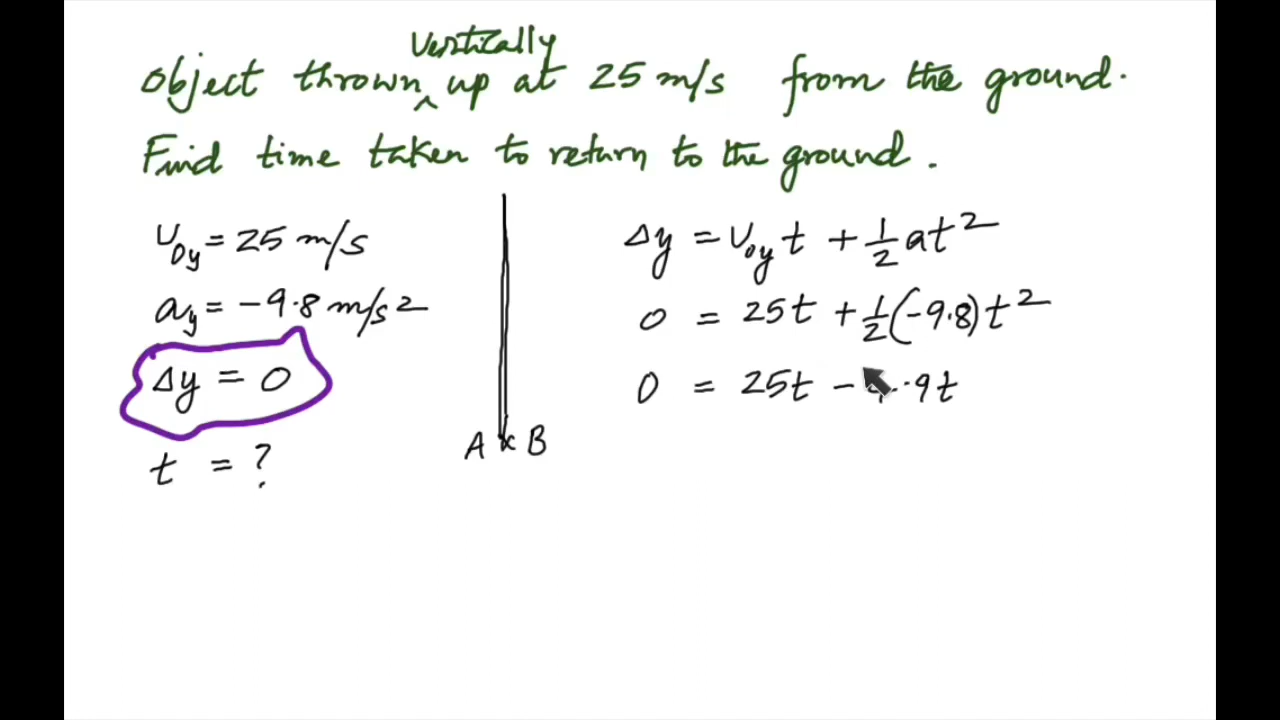 Object thrown vertically up at 25 m/s from the ground.
Find time taken to return to the ground.
v₀y = 25 m/s
ay = -9.8 m/s2
Δy = 0
t = ?
A x B
Δy = v₀y t + 1/2 at²
0 = 25t + 1/2 (-9.8)t²
0 = 25t - 4.9t